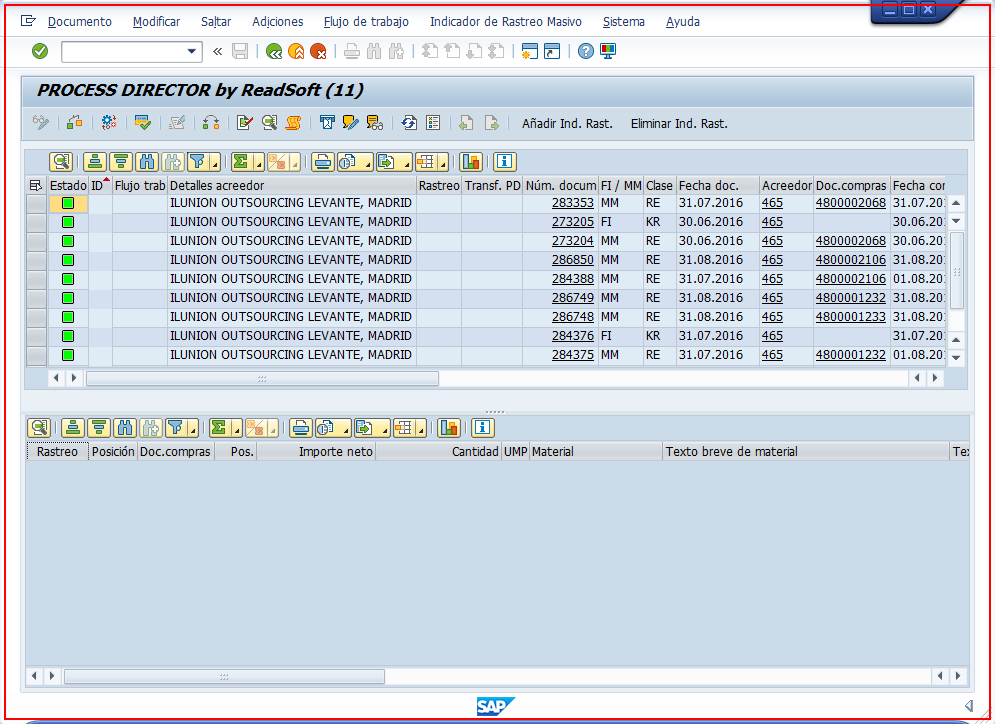 Documento Modificar Saltar Adjciones Flujo de trabajo Indicador de Rastreo Masivo Sistema Ayuda
«
PROCESS DIRECTOR by ReadSoft (11)
Añadir Ind. Rast. Eliminar Ind. Rast.
Estado ID Flujo trab Detalles acreedor Rastreo Transf. PD Núm. docum FI / MM Clase Fecha doc. Acreedor Doc.compras Fecha cor
ILUNION OUTSOURCING LEVANTE, MADRID 283353 MM RE 31.07.2016 465 4800002068 31.07.20
ILUNION OUTSOURCING LEVANTE, MADRID 273205 FI KR 30.06.2016 465 30.06.20
ILUNION OUTSOURCING LEVANTE, MADRID 273204 MM RE 30.06.2016 465 4800002068 30.06.20
ILUNION OUTSOURCING LEVANTE, MADRID 286850 MM RE 31.08.2016 465 4800002106 31.08.20
ILUNION OUTSOURCING LEVANTE, MADRID 284388 MM RE 31.07.2016 465 4800002106 01.08.20
ILUNION OUTSOURCING LEVANTE, MADRID 286749 MM RE 31.08.2016 465 4800001232 31.08.20
ILUNION OUTSOURCING LEVANTE, MADRID 286748 MM RE 31.08.2016 465 4800001233 31.08.20
ILUNION OUTSOURCING LEVANTE, MADRID 284376 FI KR 31.07.2016 465 31.07.20
ILUNION OUTSOURCING LEVANTE, MADRID 284375 MM RE 31.07.2016 465 4800001232 01.08.20
Rastreo Posición Doc.compras Pos. Importe neto Cantidad UMP Material Texto breve de material Tex
SAP